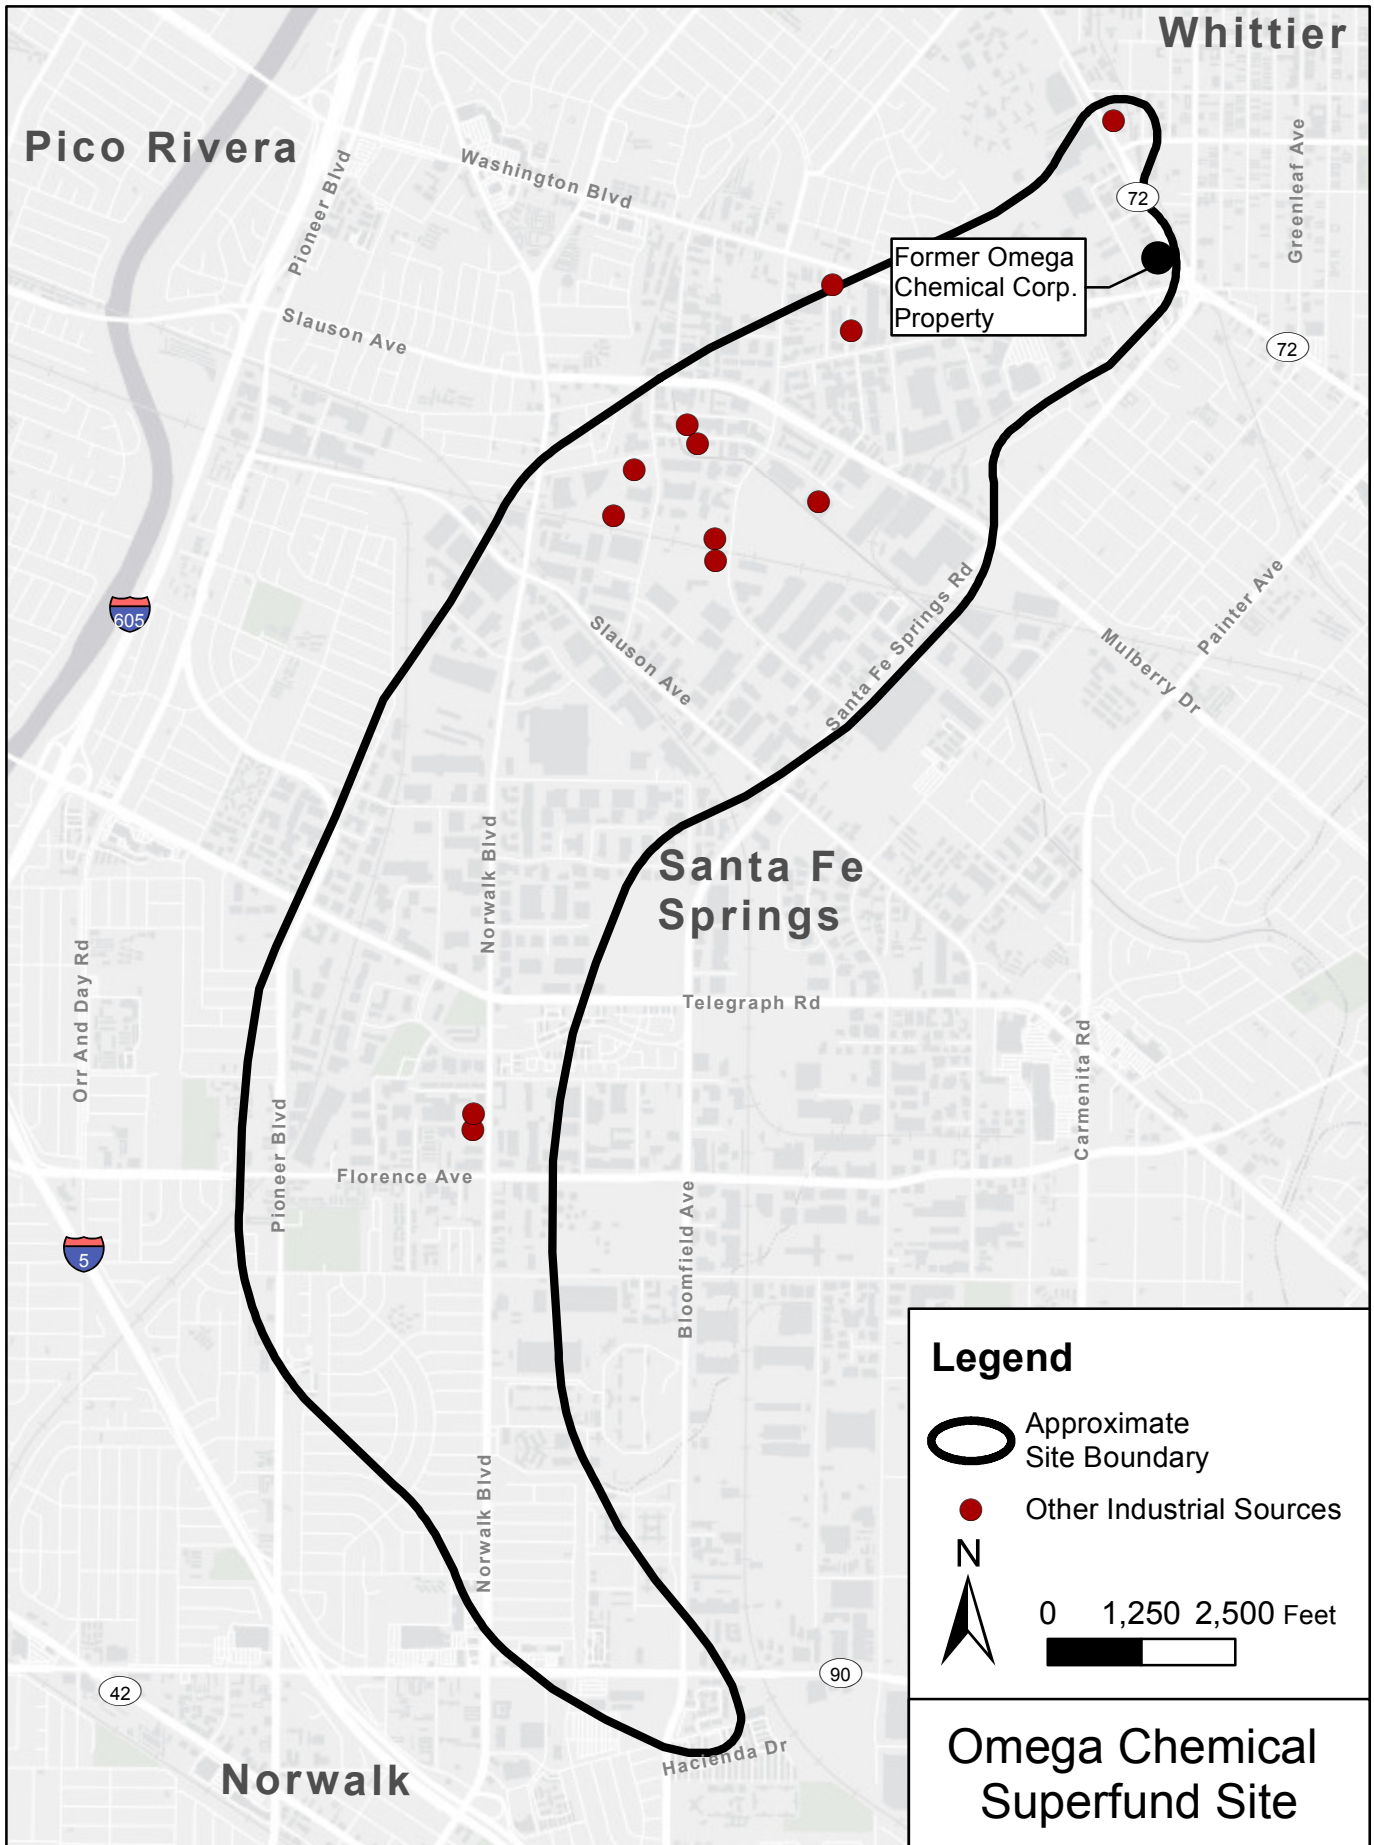 Whittier
Pico Rivera
Washington Blvd
Pioneer Blvd
Greenleaf Ave
72
Former Omega
Chemical Corp.
Property
Slauson Ave
72
605
Slauson Ave
Santa Fe Springs Rd
Painter Ave
Mulberry Dr
Norwalk Blvd
Santa Fe
Springs
Orr And Day Rd
Telegraph Rd
Carmenita Rd
Pioneer Blvd
Florence Ave
Bloomfield Ave
5
Norwalk Blvd
42
90
Hacienda Dr
Norwalk
Legend
Approximate
Site Boundary
Other Industrial Sources
N
0 1,250 2,500 Feet
Omega Chemical
Superfund Site